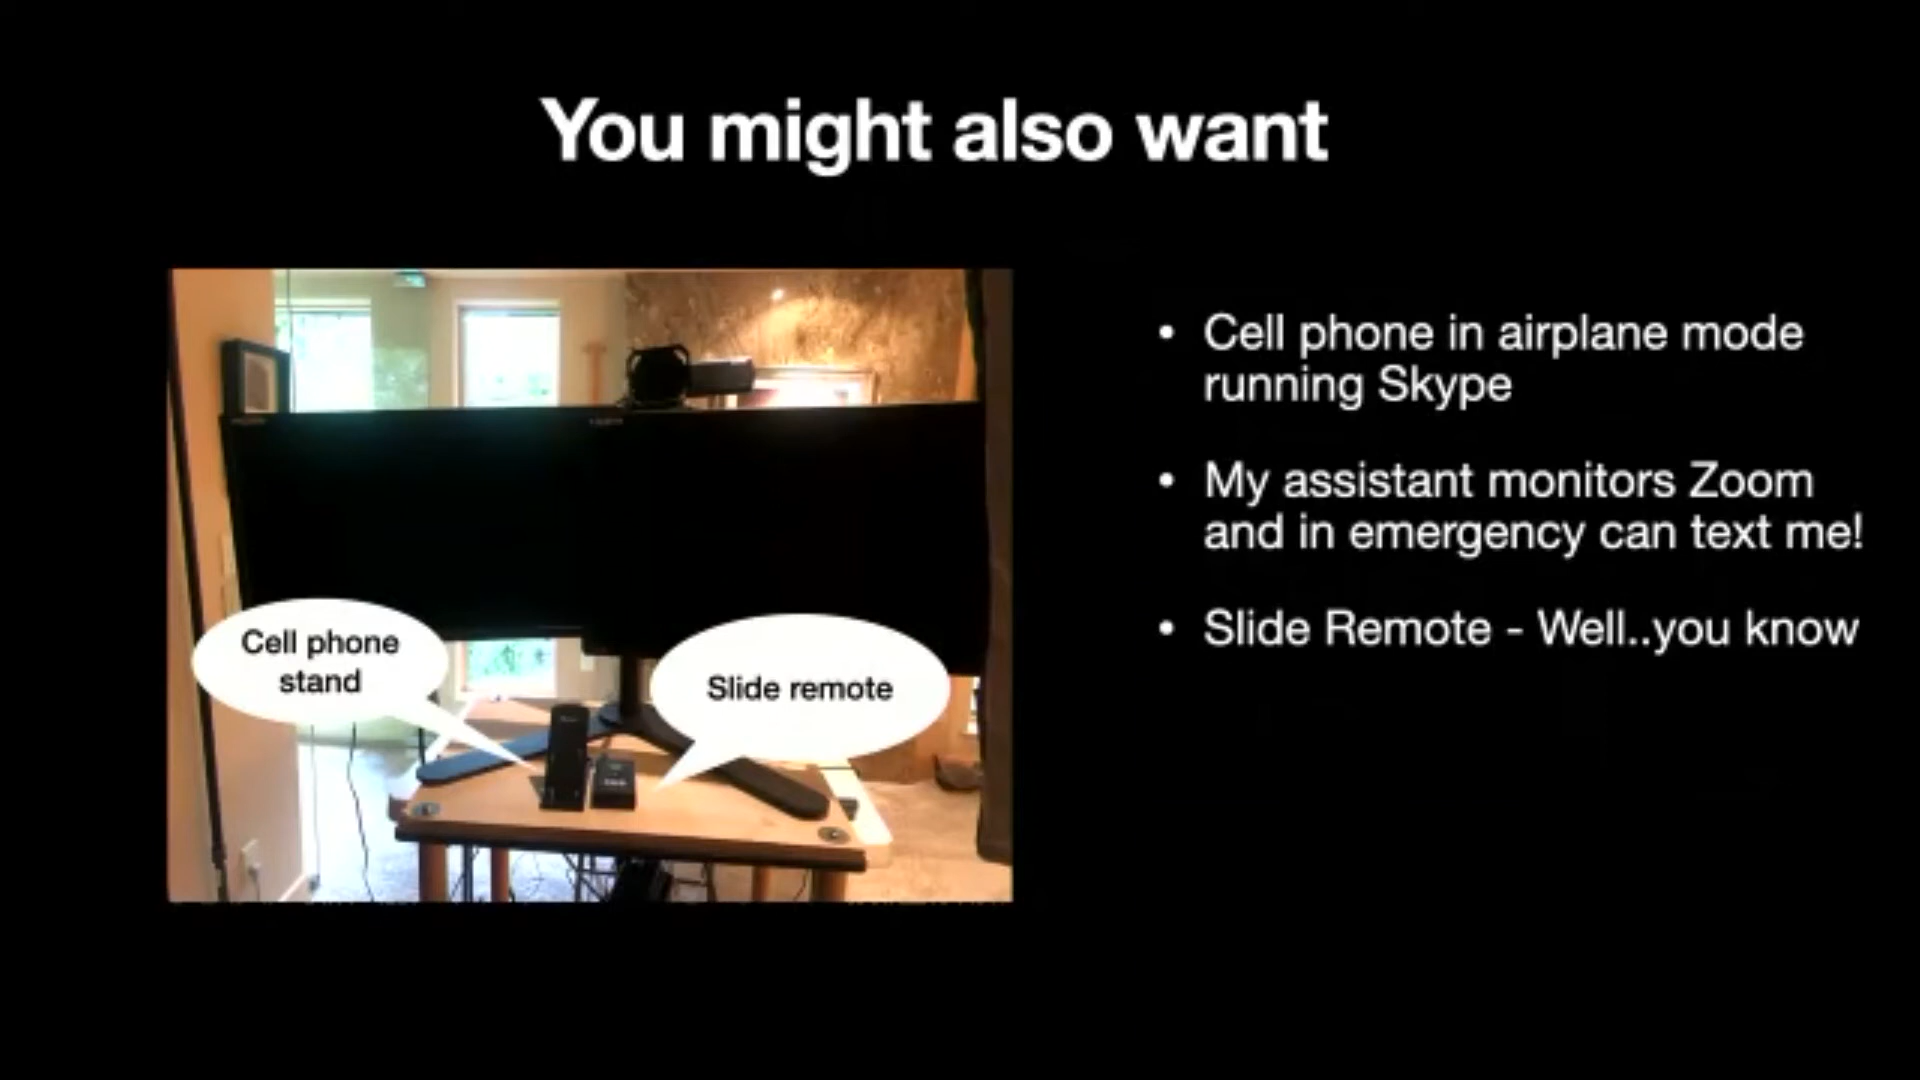 You might also want
Cell phone
stand
Slide remote
• Cell phone in airplane mode
running Skype
• My assistant monitors Zoom
and in emergency can text me!
• Slide Remote - Well..you know